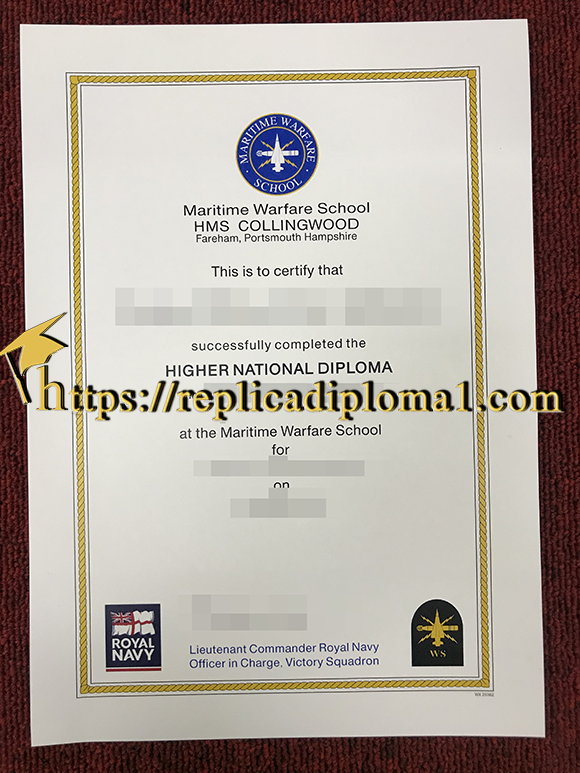 MARITIME WARFARE
SCHOOL
Maritime Warfare School
HMS COLLINGWOOD
Fareham, Portsmouth Hampshire
This is to certify that
successfully completed the
HIGHER NATIONAL DIPLOMA
https://replicadiploma1.com
at the Maritime Warfare School
for
on
ROYAL
NAVY
Lieutenant Commander Royal Navy
Officer in Charge, Victory Squadron
WS